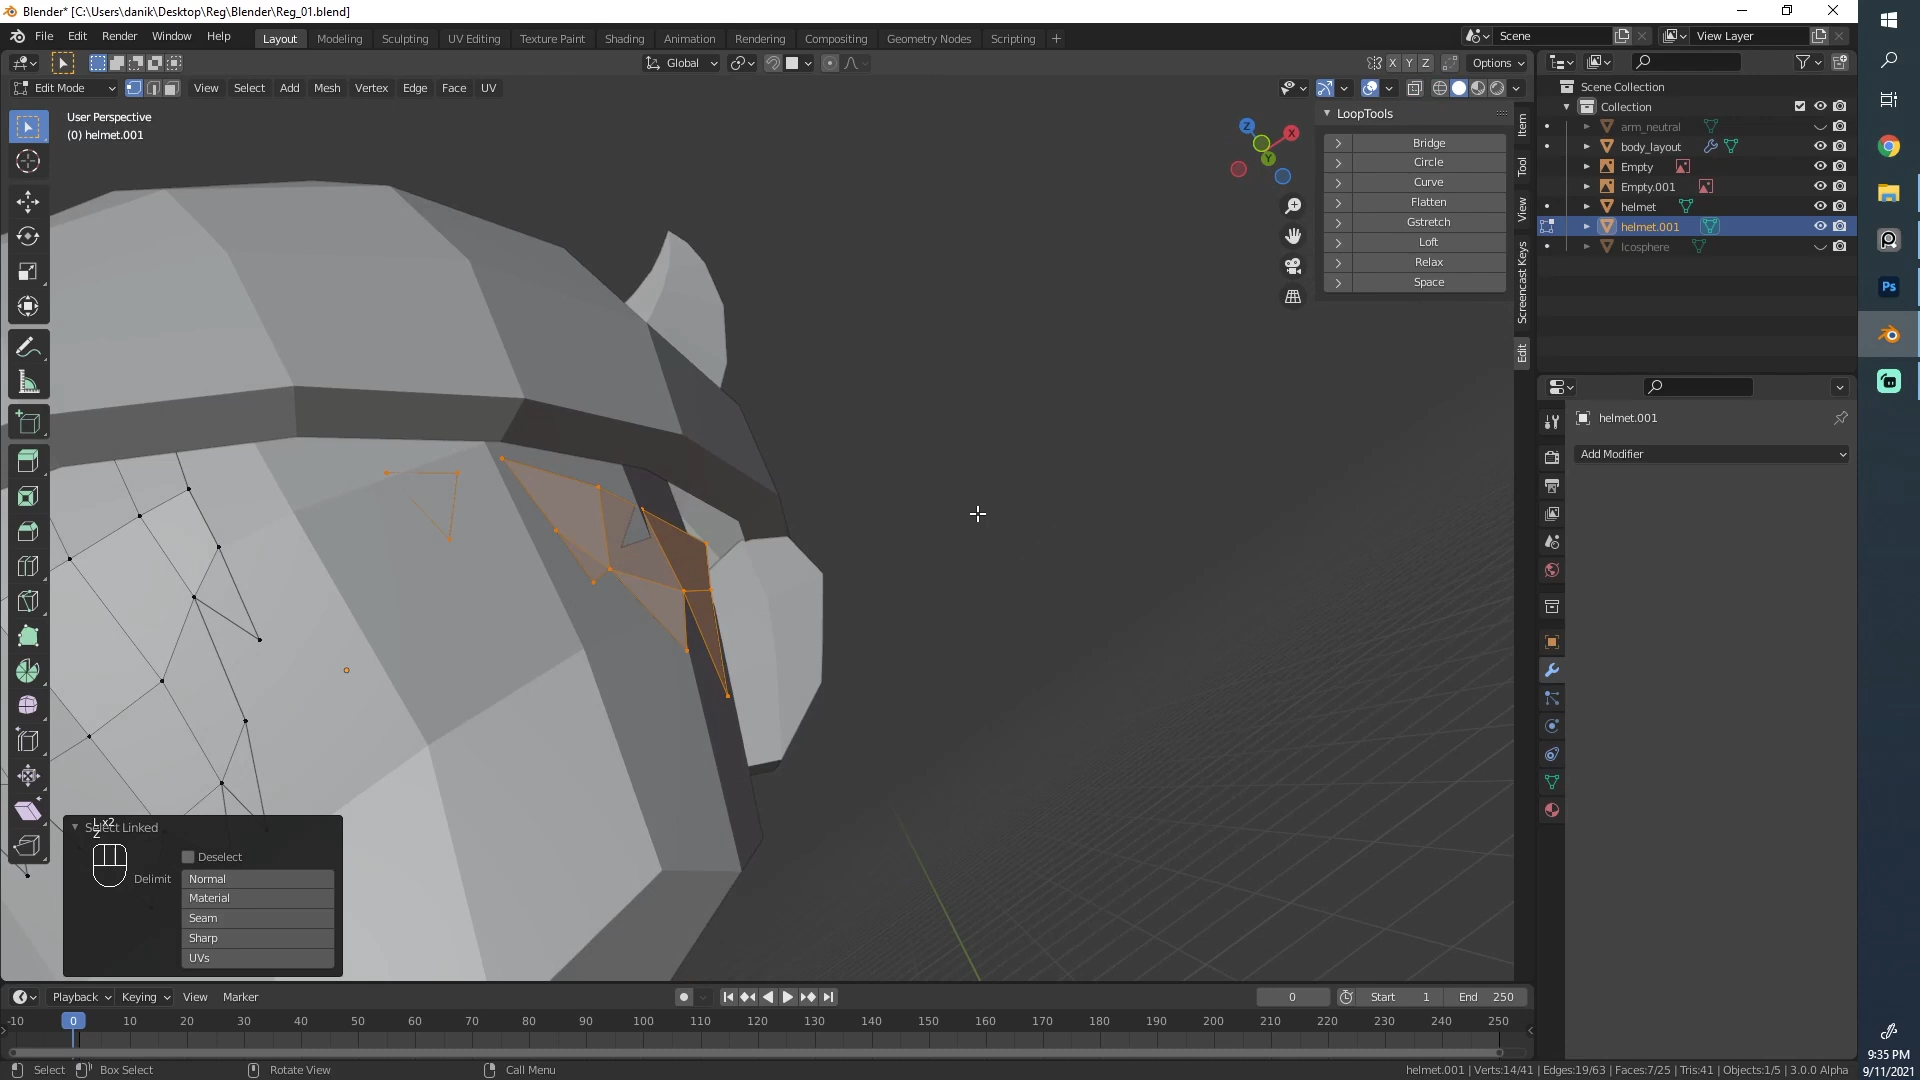 Blender* [C:\Users\danik\Desktop\Reg\Blender\Reg_01.blend]
File Edit Render Window Help Layout Modeling Sculpting UV Editing Texture Paint Shading Animation Rendering Compositing Geometry Nodes Scripting + Scene View Layer
Global X Y Z Options
Edit Mode View Select Add Mesh Vertex Edge Face UV
User Perspective
(0) helmet.001
Z X Y
LoopTools
Bridge
Circle
Curve
Flatten
Gstretch
Loft
Relax
Space
Item
Tool
View
Screencast Keys
Edit
Scene Collection
Collection
arm_neutral
body_layout
Empty
Empty.001
helmet
helmet.001
Icosphere
helmet.001
Add Modifier
Ps
Select Linked
L x2
Z
Deselect
Delimit Normal
Material
Seam
Sharp
UVs
Playback Keying View Marker 0 Start 1 End 250
-10 0 10 20 30 40 50 60 70 80 90 100 110 120 130 140 150 160 170 180 190 200 210 220 230 240 250
Select Box Select Rotate View Call Menu helmet.001 | Verts:14/41 | Edges:19/63 | Faces:7/25 | Tris:41 | Objects:1/5 | 3.0.0 Alpha
9:35 PM
9/11/2021